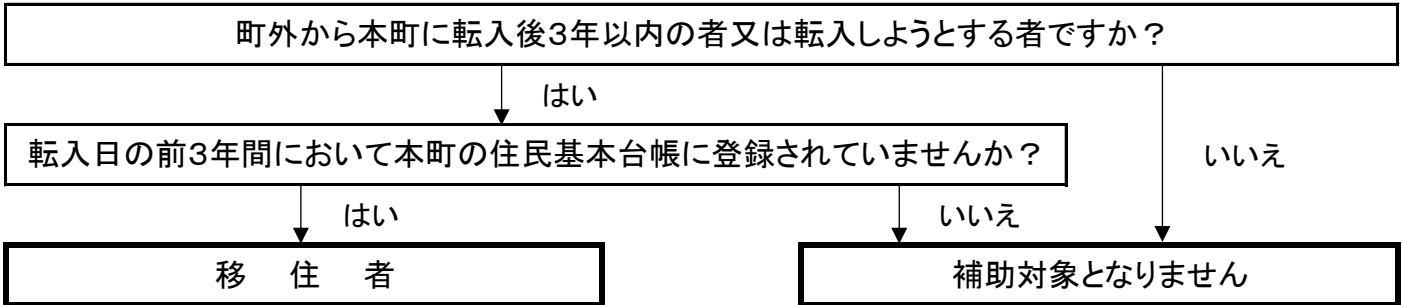 町外から本町に転入後3年以内の者又は転入しようとする者ですか？
はい
転入日の前3年間において本町の住民基本台帳に登録されていませんか？
いいえ
はい
いいえ
移　住　者
補助対象となりません